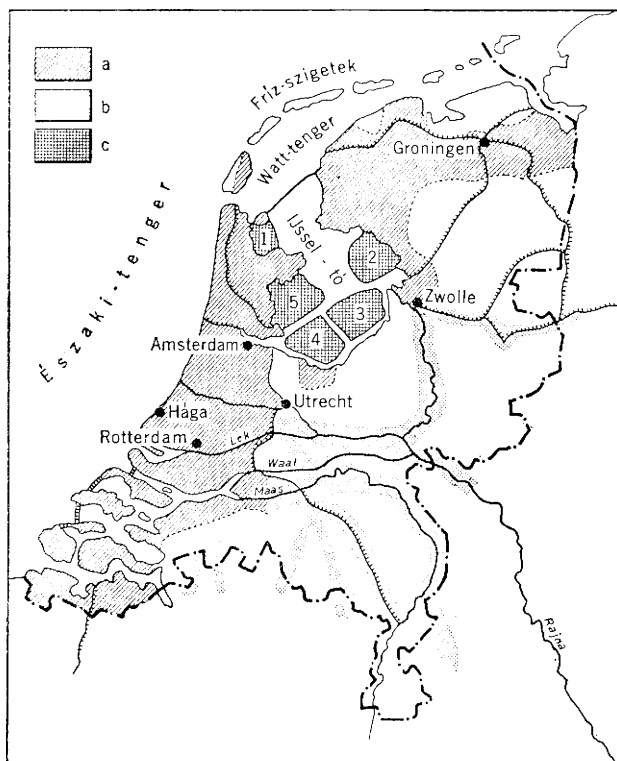 a
b
c
Fríz-szigetek
Watt-tenger
Groningen
Északi-tenger
IJssel-tó
1
2
3
4
5
Zwolle
Amsterdam
Utrecht
Hága
Rotterdam
Lek
Waal
Maas
Rajna